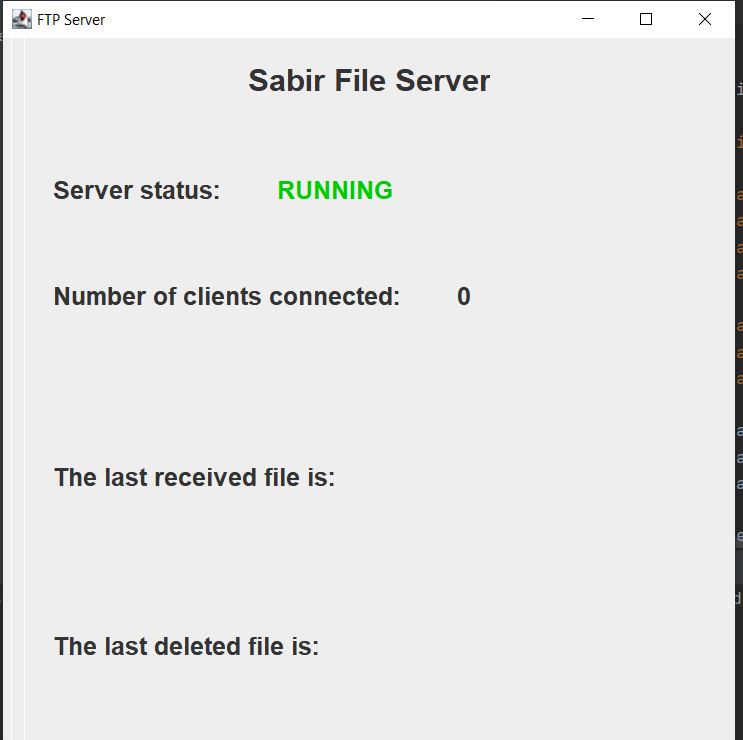 FTP Server
Sabir File Server
Server status: RUNNING
Number of clients connected: 0
The last received file is:
The last deleted file is: